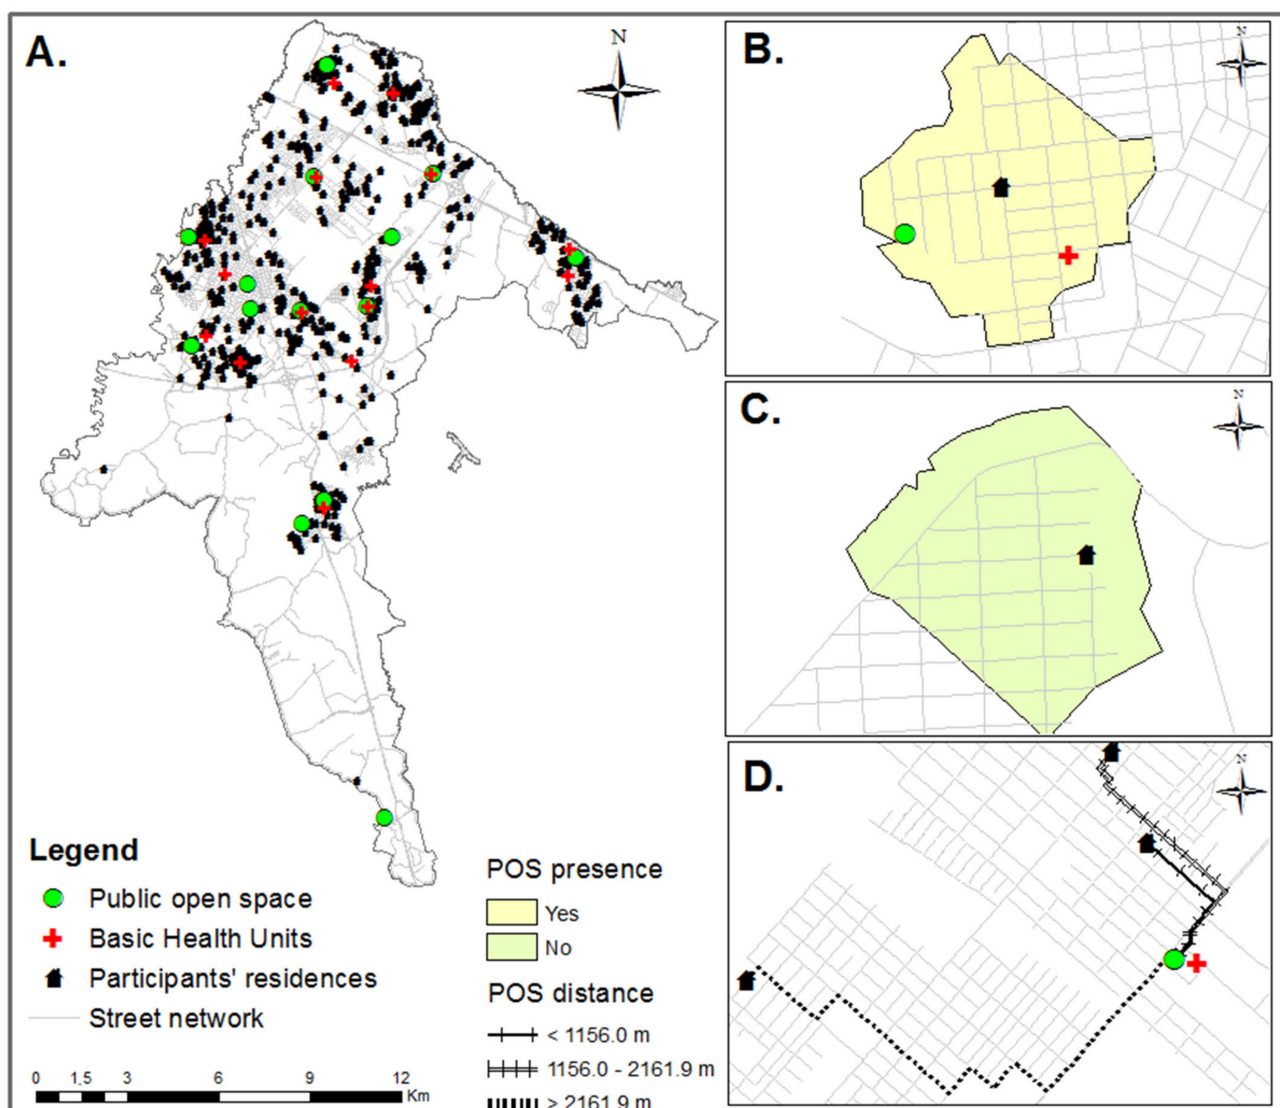 A.
N
B.
N
C.
N
D.
N
Legend
Public open space
Basic Health Units
Participants' residences
Street network
0 1,5 3 6 9 12
Km
POS presence
Yes
No
POS distance
< 1156.0 m
1156.0 - 2161.9 m
> 2161.9 m